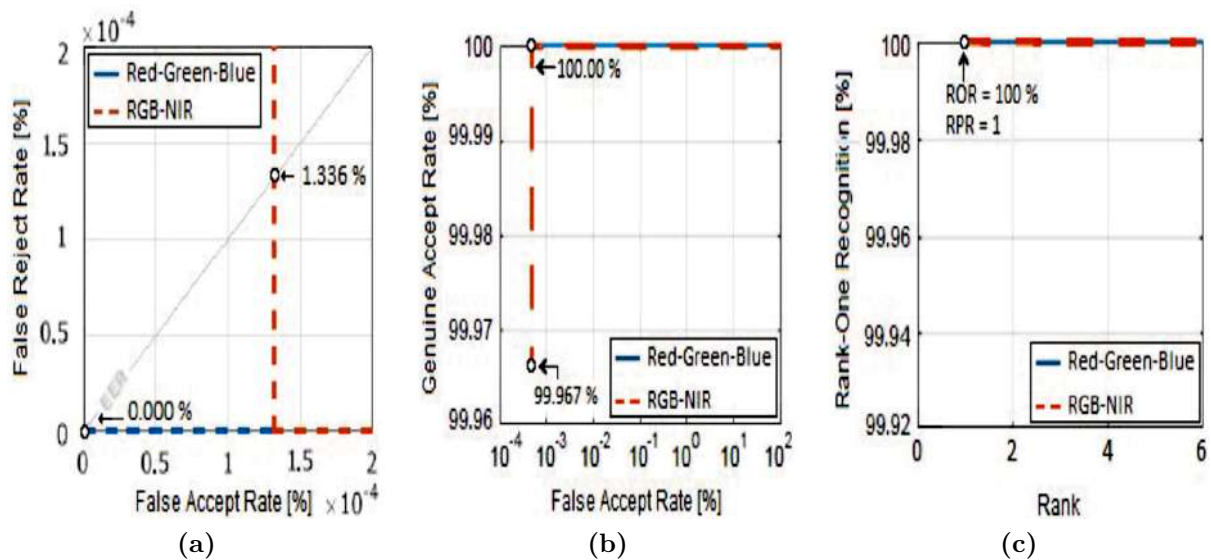 × 10⁻⁴
2
1.5
1
0.5
0
False Reject Rate [%]
Red-Green-Blue
RGB-NIR
1.336 %
EER
0.000 %
0 0.5 1 1.5 2
False Accept Rate [%] × 10⁻⁴
(a)
100
99.99
99.98
99.97
99.96
Genuine Accept Rate [%]
100.00 %
99.967 %
Red-Green-Blue
RGB-NIR
10⁻⁴ 10⁻³ 10⁻² 10⁻¹ 10⁰ 10¹ 10²
False Accept Rate [%]
(b)
100
99.98
99.96
99.94
99.92
Rank-One Recognition [%]
ROR = 100 %
RPR = 1
Red-Green-Blue
RGB-NIR
0 2 4 6
Rank
(c)